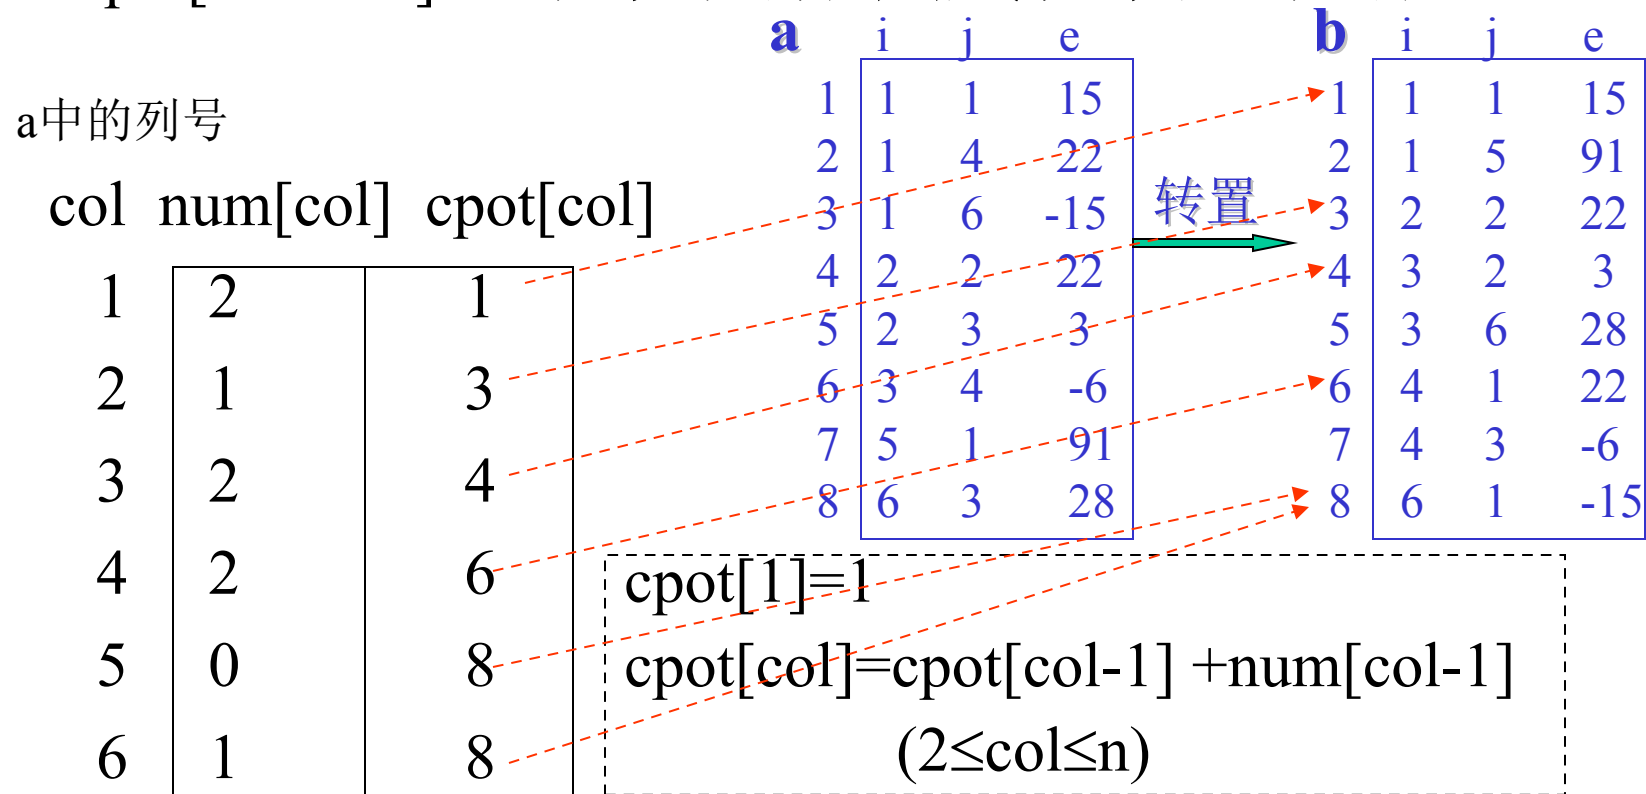 a i j e
1 1 1 15
2 1 4 22
3 1 6 -15
4 2 2 22
5 2 3 3
6 3 4 -6
7 5 1 91
8 6 3 28
转置
b i j e
1 1 1 15
2 1 5 91
3 2 2 22
4 3 2 3
5 3 6 28
6 4 1 22
7 4 3 -6
8 6 1 -15
a中的列号
col num[col] cpot[col]
1 2 1
2 1 3
3 2 4
4 2 6
5 0 8
6 1 8
cpot[1]=1
cpot[col]=cpot[col-1] +num[col-1]
(2≤col≤n)